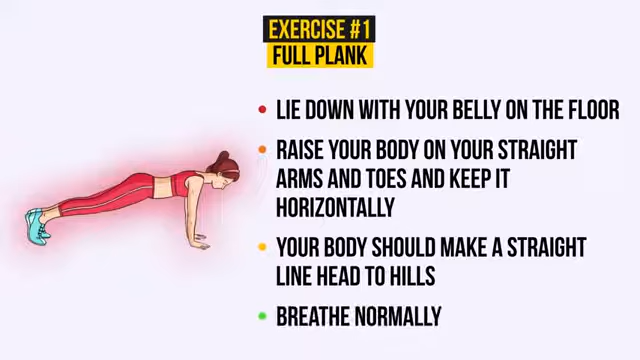 EXERCISE #1
FULL PLANK
LIE DOWN WITH YOUR BELLY ON THE FLOOR
RAISE YOUR BODY ON YOUR STRAIGHT
ARMS AND TOES AND KEEP IT
HORIZONTALLY
YOUR BODY SHOULD MAKE A STRAIGHT
LINE HEAD TO HILLS
BREATHE NORMALLY